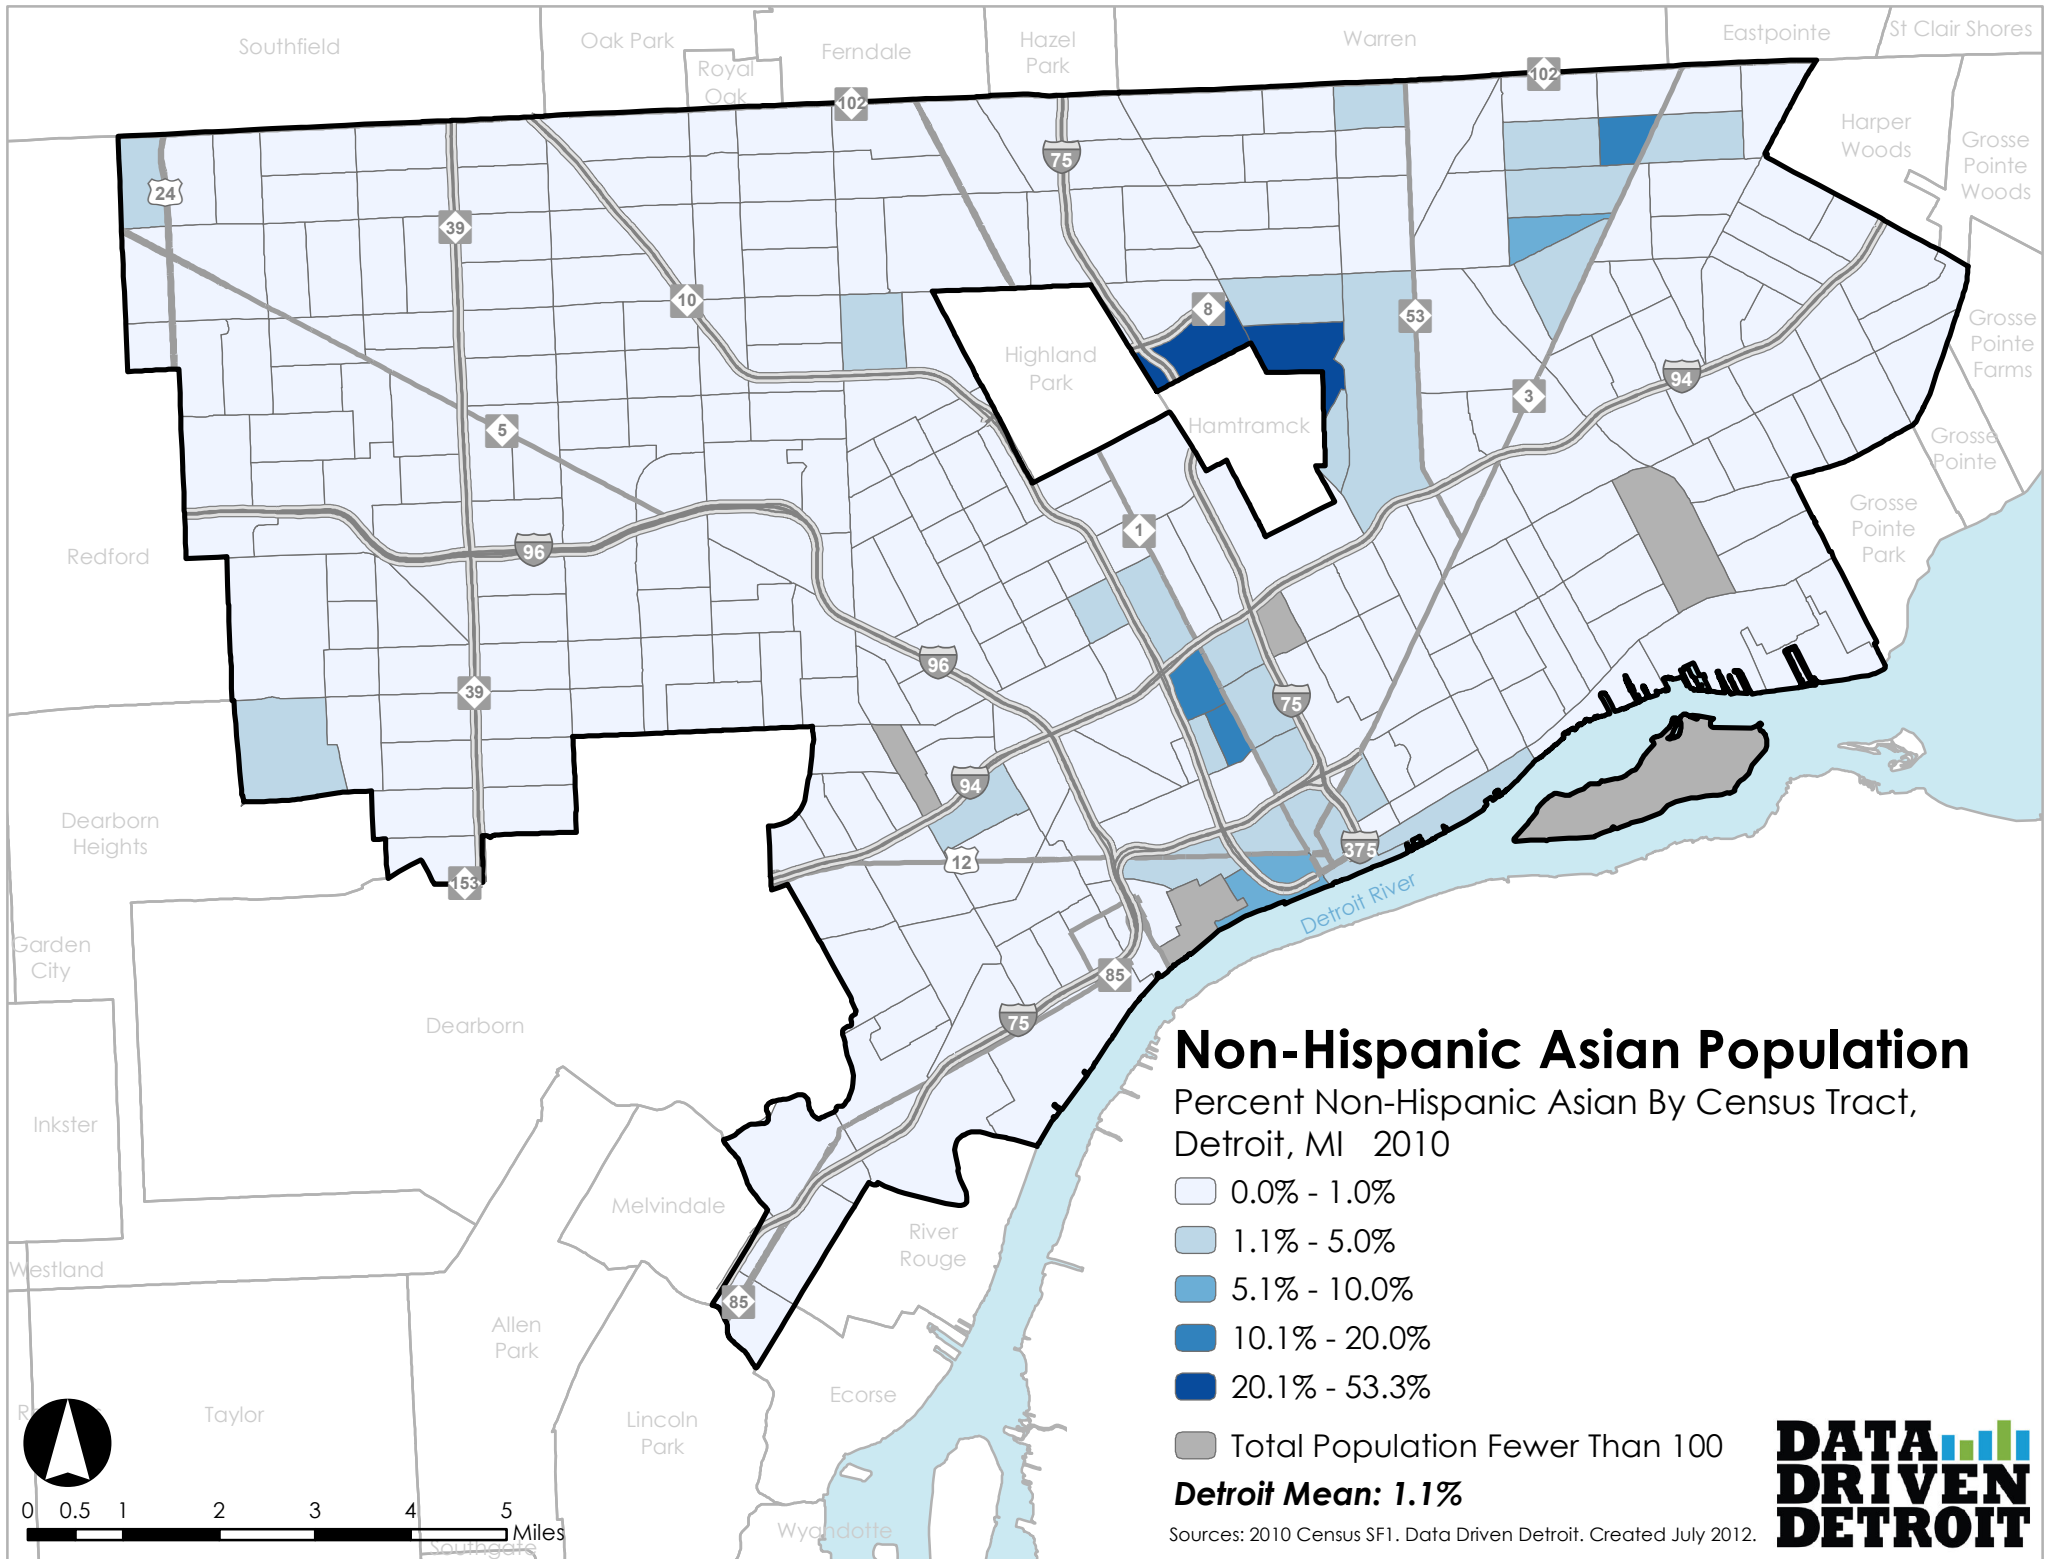 Southfield
Oak Park
Royal
Oak
Ferndale
Hazel
Park
Warren
Eastpointe
St Clair Shores
Harper
Woods
Grosse
Pointe
Woods
Grosse
Pointe
Farms
Grosse
Pointe
Grosse
Pointe
Park
102
102
24
39
10
75
8
53
3
94
5
Highland
Park
Hamtramck
Redford
96
1
96
39
75
94
12
375
153
Detroit River
85
75
85
Dearborn
Heights
Garden
City
Dearborn
Inkster
Westland
Melvindale
River
Rouge
Allen
Park
Ecorse
Taylor
Lincoln
Park
Wyandotte
Southgate
Non-Hispanic Asian Population
Percent Non-Hispanic Asian By Census Tract,
Detroit, MI 2010
0.0% - 1.0%
1.1% - 5.0%
5.1% - 10.0%
10.1% - 20.0%
20.1% - 53.3%
Total Population Fewer Than 100
Detroit Mean: 1.1%
Sources: 2010 Census SF1. Data Driven Detroit. Created July 2012.
0 0.5 1 2 3 4 5
Miles
DATA
DRIVEN
DETROIT